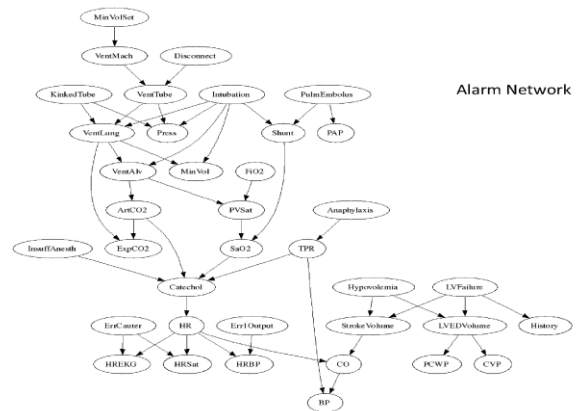 MinVolSet
Alarm Network
VentMach Disconnect
KinkedTube VentTube Intubation PulmEmbolus
VentLung Press Shunt PAP
VentAlv MinVol FiO2
ArtCO2 PVSat Anaphylaxis
InsuffAnesth ExpCO2 SaO2 TPR
Catechol Hypovolemia LVFailure
ErrCauter HR Err1Output StrokeVolume LVEDVolume History
HREKG HRSat HRBP CO PCWP CVP
BP